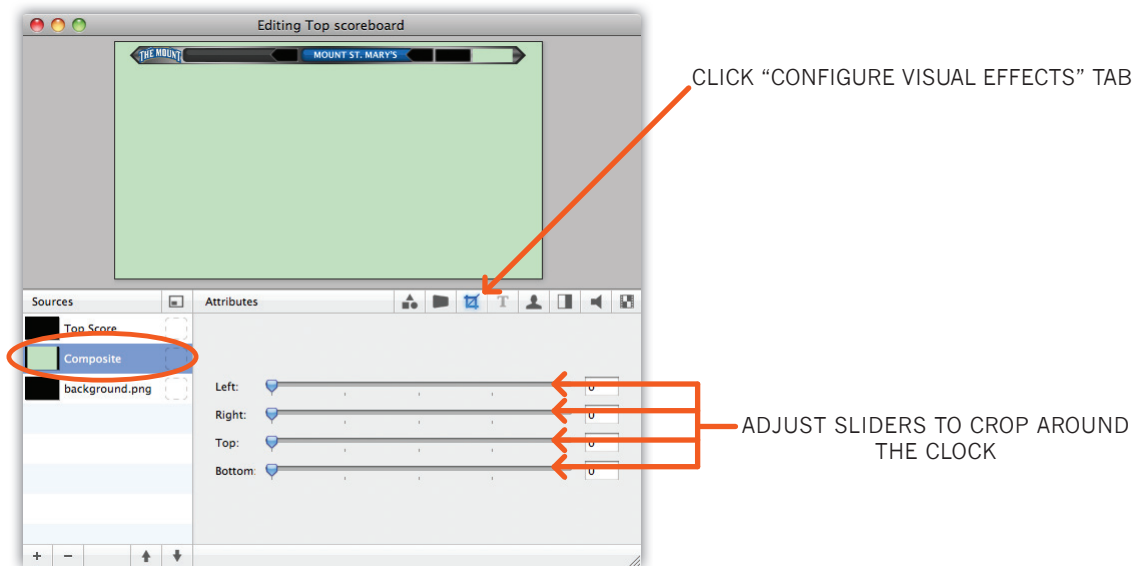 Editing Top scoreboard
THE MOUNT
MOUNT ST. MARY'S
CLICK “CONFIGURE VISUAL EFFECTS” TAB
Sources
Attributes
T
Top Score
Composite
background.png
Left:
0
Right:
0
Top:
0
Bottom:
0
ADJUST SLIDERS TO CROP AROUND
THE CLOCK